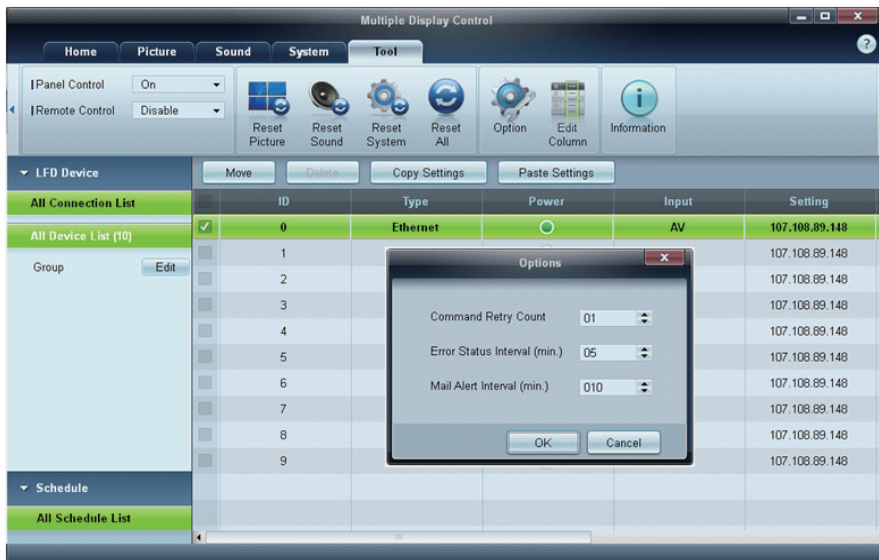 Multiple Display Control
Home Picture Sound System Tool
Panel Control On
Remote Control Disable
Reset Picture
Reset Sound
Reset System
Reset All
Option
Edit Column
Information
LFD Device
Move Delete Copy Settings Paste Settings
All Connection List
ID Type Power Input Setting
All Device List (10)
0 Ethernet AV 107.108.89.148
Group Edit
1 107.108.89.148
2 107.108.89.148
3 107.108.89.148
4 107.108.89.148
5 107.108.89.148
6 107.108.89.148
7 107.108.89.148
8 107.108.89.148
9 107.108.89.148
Options
Command Retry Count 01
Error Status Interval (min.) 05
Mail Alert Interval (min.) 010
OK Cancel
Schedule
All Schedule List